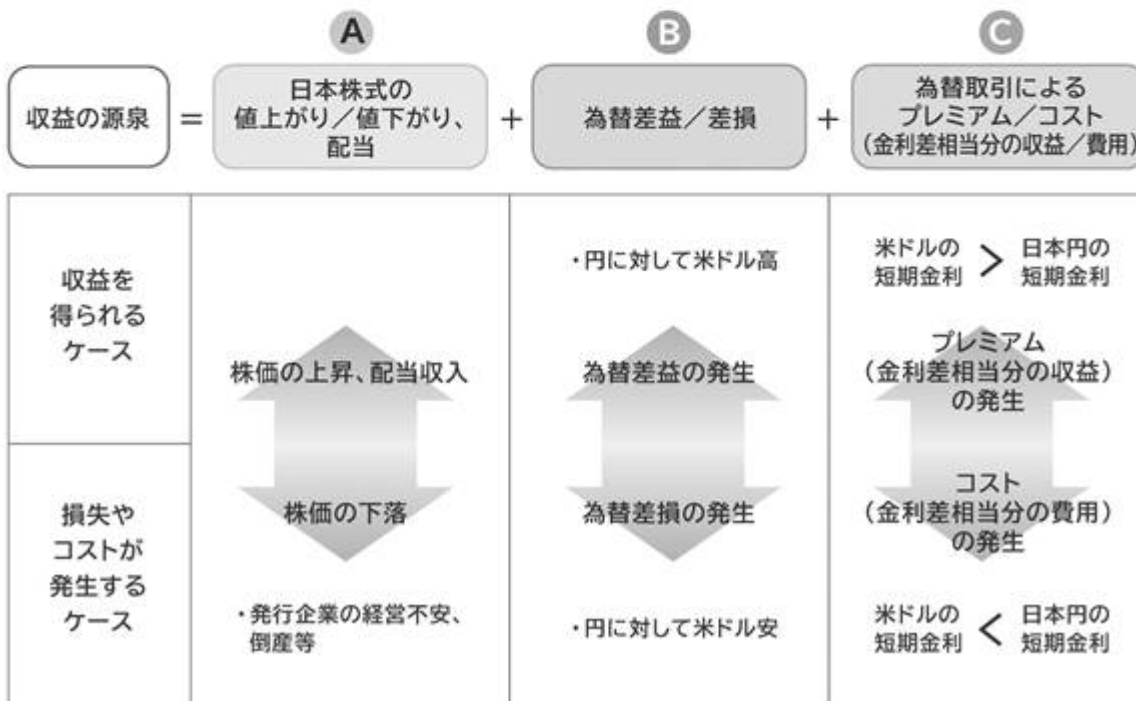 A
B
C
収益の源泉
=
日本株式の
値上がり／値下がり、
配当
+
為替差益／差損
+
為替取引による
プレミアム／コスト
(金利差相当分の収益／費用)
収益を
得られる
ケース
株価の上昇、配当収入
・円に対して米ドル高
為替差益の発生
米ドルの
短期金利
>
日本円の
短期金利
プレミアム
(金利差相当分の収益)
の発生
損失や
コストが
発生する
ケース
株価の下落
・発行企業の経営不安、
倒産等
為替差損の発生
・円に対して米ドル安
コスト
(金利差相当分の費用)
の発生
米ドルの
短期金利
<
日本円の
短期金利